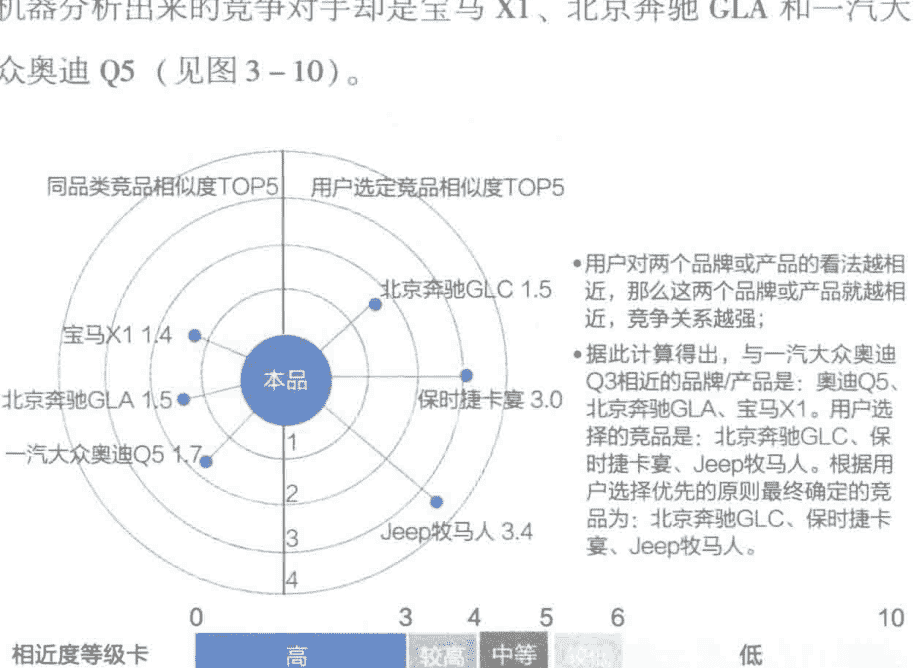 机器分析出来的竞争对手却是宝马 X1、北京奔驰 GLA 和一汽大
众奥迪 Q5 （见图 3－10）。
同品类竞品相似度TOP5
用户选定竞品相似度TOP5
北京奔驰GLC 1.5
宝马X1 1.4
本品
北京奔驰GLA 1.5
保时捷卡宴 3.0
一汽大众奥迪Q5 1.7
Jeep牧马人 3.4
1
2
3
4
•用户对两个品牌或产品的看法越相
近，那么这两个品牌或产品就越相
近，竞争关系越强；
•据此计算得出，与一汽大众奥迪
Q3相近的品牌/产品是：奥迪Q5、
北京奔驰GLA、宝马X1。用户选
择的竞品是：北京奔驰GLC、保
时捷卡宴、Jeep牧马人。根据用
户选择优先的原则最终确定的竞
品为：北京奔驰GLC、保时捷卡
宴、Jeep牧马人。
0 3 4 5 6 10
相近度等级卡 高 较高 中等 较低 低